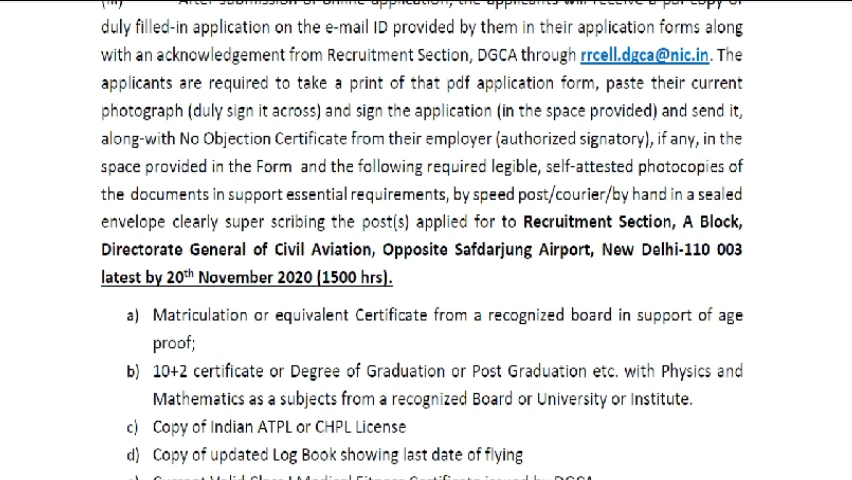 duly filled-in application on the e-mail ID provided by them in their application forms along
with an acknowledgement from Recruitment Section, DGCA through rrcell.dgca@nic.in. The
applicants are required to take a print of that pdf application form, paste their current
photograph (duly sign it across) and sign the application (in the space provided) and send it,
along-with No Objection Certificate from their employer (authorized signatory), if any, in the
space provided in the Form and the following required legible, self-attested photocopies of
the documents in support essential requirements, by speed post/courier/by hand in a sealed
envelope clearly super scribing the post(s) applied for to Recruitment Section, A Block,
Directorate General of Civil Aviation, Opposite Safdarjung Airport, New Delhi-110 003
latest by 20th November 2020 (1500 hrs).
a) Matriculation or equivalent Certificate from a recognized board in support of age
proof;
b) 10+2 certificate or Degree of Graduation or Post Graduation etc. with Physics and
Mathematics as a subjects from a recognized Board or University or Institute.
c) Copy of Indian ATPL or CHPL License
d) Copy of updated Log Book showing last date of flying